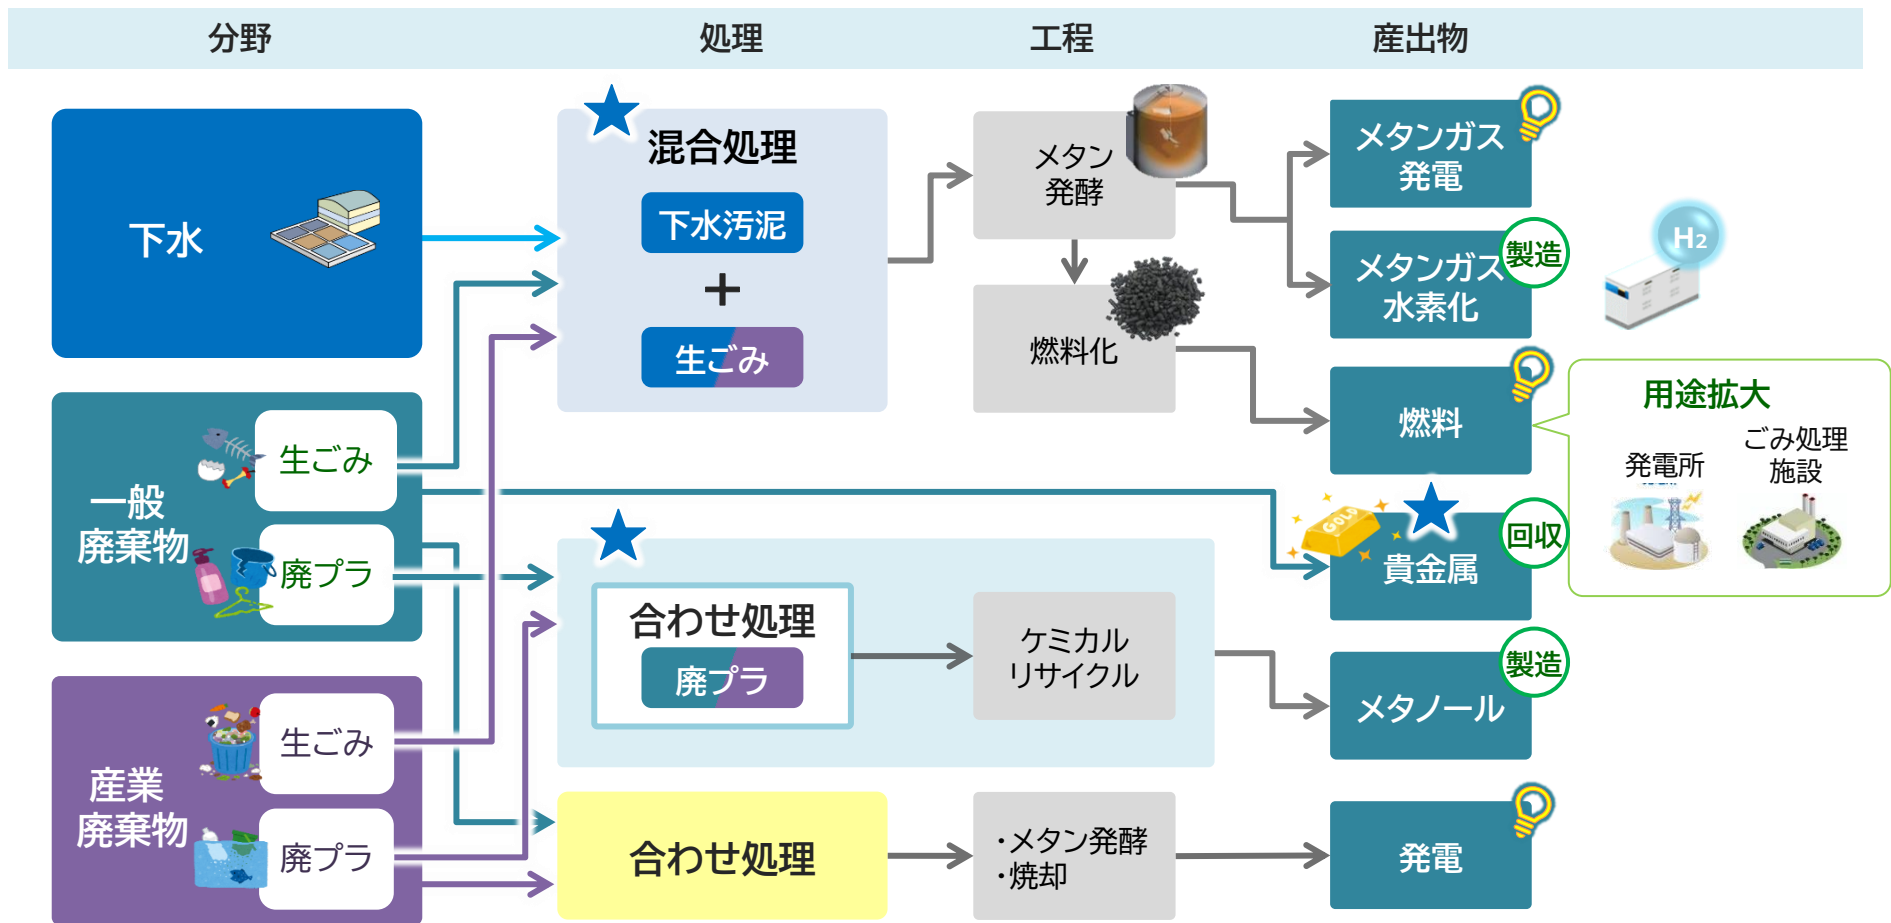 分野
処理
工程
産出物
下水
一般
廃棄物
生ごみ
廃プラ
産業
廃棄物
生ごみ
廃プラ
混合処理
下水汚泥
+
生ごみ
合わせ処理
廃プラ
合わせ処理
メタン
発酵
燃料化
ケミカル
リサイクル
・メタン発酵
・焼却
メタンガス
発電
メタンガス
水素化
製造
H₂
燃料
用途拡大
発電所
ごみ処理
施設
GOLD
貴金属
回収
メタノール
製造
発電